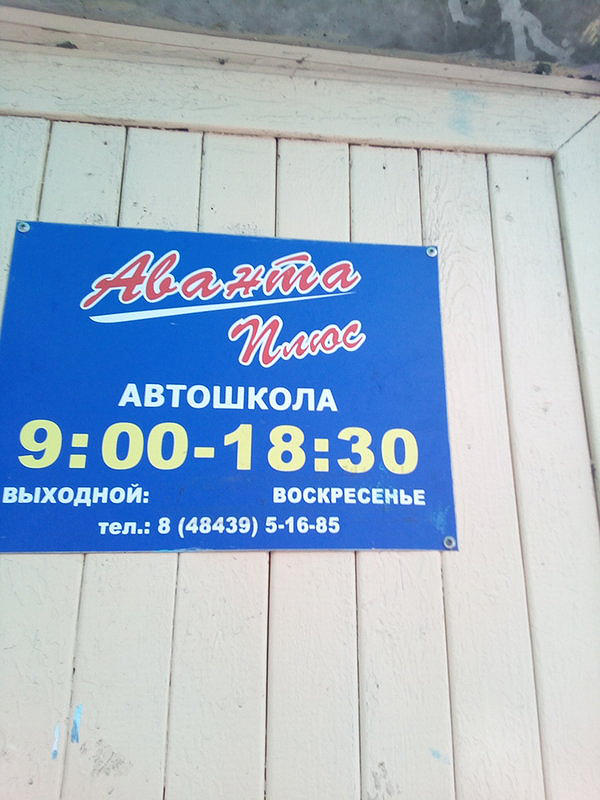 Аванта
Плюс
АВТОШКОЛА
9:00-18:30
ВЫХОДНОЙ: ВОСКРЕСЕНЬЕ
тел.: 8 (48439) 5-16-85